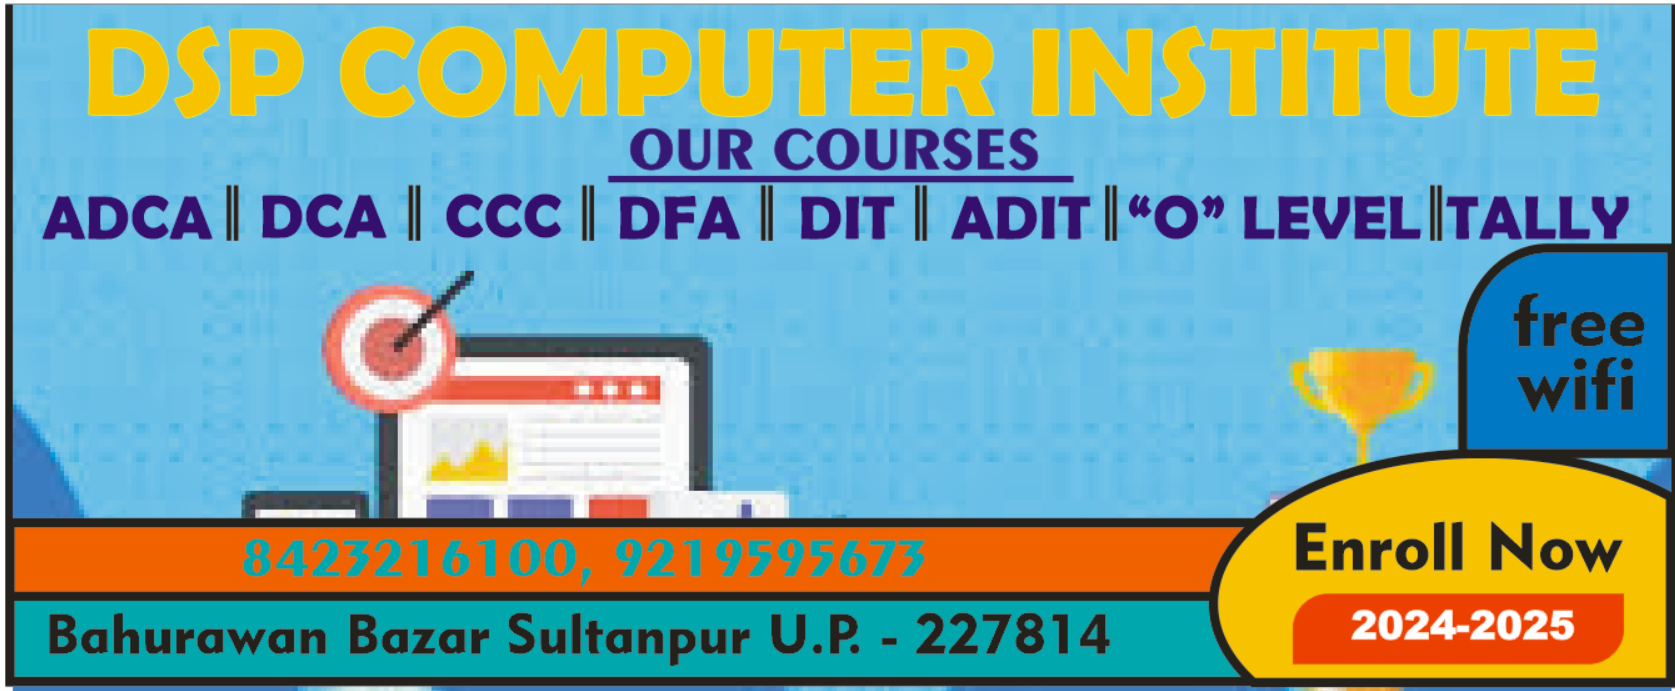 DSP COMPUTER INSTITUTE
OUR COURSES
ADCA || DCA || CCC || DFA || DIT || ADIT || “O” LEVEL || TALLY
free
wifi
8423216100, 9219595673
Enroll Now
Bahurawan Bazar Sultanpur U.P. - 227814
2024-2025